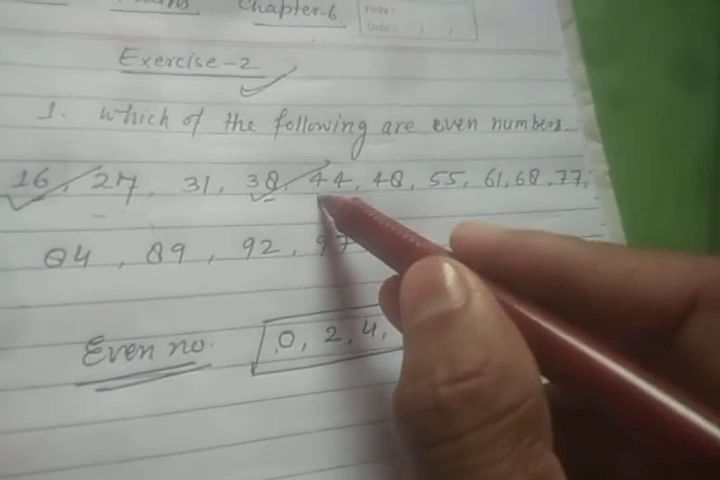 Chapter-6
Exercise-2
1. which of the following are even numbers.
16, 27, 31, 38, 44, 48, 55, 61, 68, 77,
84, 89, 92, 97
Even no. 0, 2, 4,